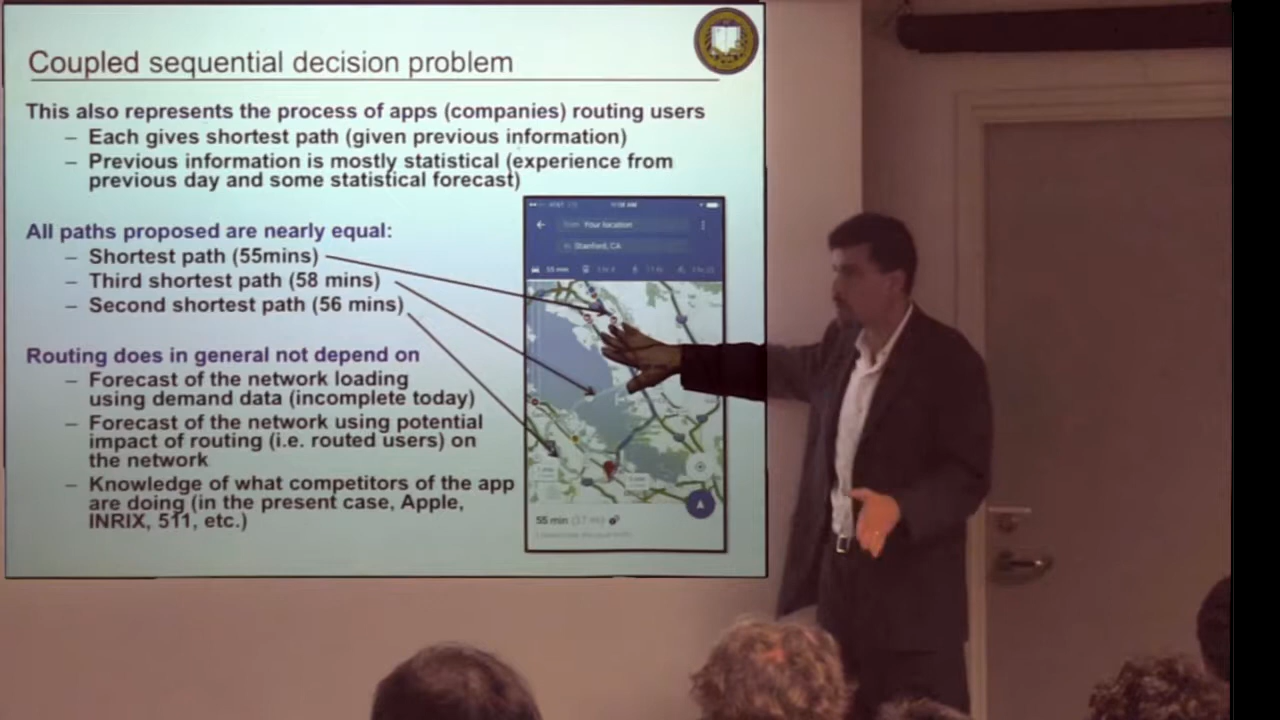 Coupled sequential decision problem
This also represents the process of apps (companies) routing users
– Each gives shortest path (given previous information)
– Previous information is mostly statistical (experience from
previous day and some statistical forecast)
All paths proposed are nearly equal:
– Shortest path (55mins)
– Third shortest path (58 mins)
– Second shortest path (56 mins)
Routing does in general not depend on
– Forecast of the network loading
using demand data (incomplete today)
– Forecast of the network using potential
impact of routing (i.e. routed users) on
the network
– Knowledge of what competitors of the app
are doing (in the present case, Apple,
INRIX, 511, etc.)
Your location
Stanford, CA
55 min
55 min